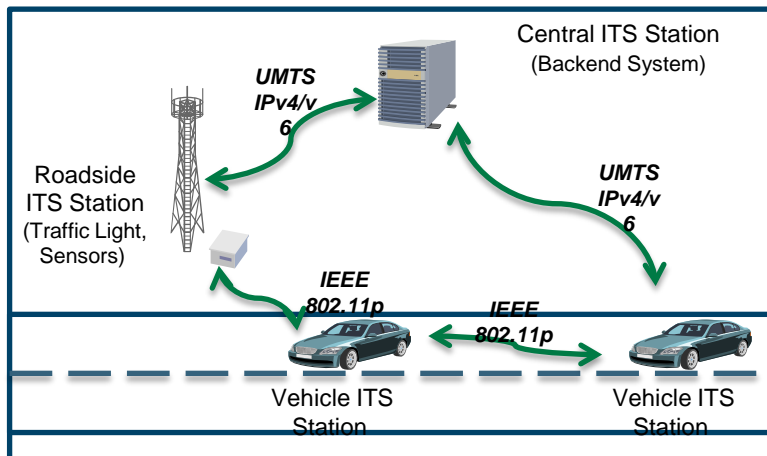 Central ITS Station
(Backend System)
UMTS
IPv4/v
6
Roadside
ITS Station
(Traffic Light,
Sensors)
UMTS
IPv4/v
6
IEEE
802.11p
IEEE
802.11p
Vehicle ITS
Station
Vehicle ITS
Station